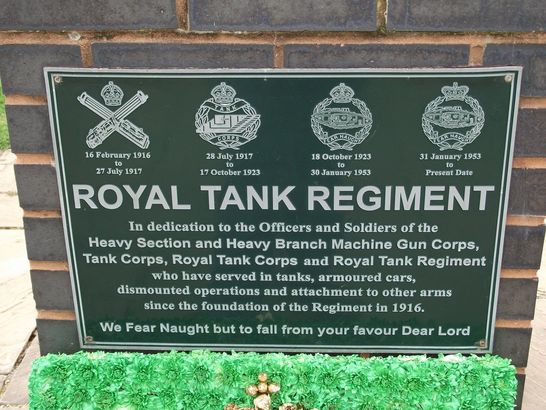 16 February 1916
to
27 July 1917
28 July 1917
to
17 October 1923
18 October 1923
to
30 January 1953
31 January 1953
to
Present Date
ROYAL TANK REGIMENT
In dedication to the Officers and Soldiers of the
Heavy Section and Heavy Branch Machine Gun Corps,
Tank Corps, Royal Tank Corps and Royal Tank Regiment
who have served in tanks, armoured cars,
dismounted operations and attachment to other arms
since the foundation of the Regiment in 1916.
We Fear Naught but to fall from your favour Dear Lord